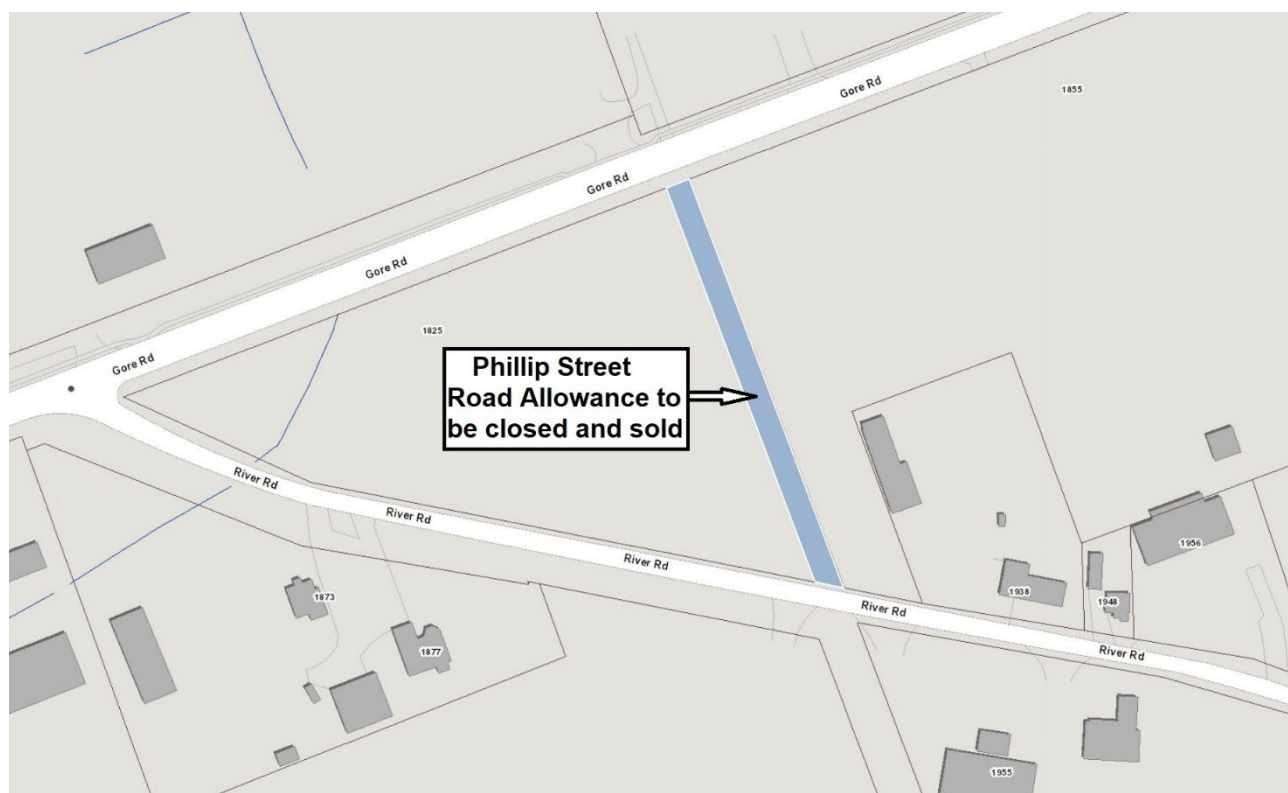 Gore Rd
1855
Gore Rd
Gore Rd
1825
Gore Rd
Phillip Street
Road Allowance to
be closed and sold
River Rd
River Rd
River Rd
1956
1938
1873
1948
River Rd
1877
River Rd
1955